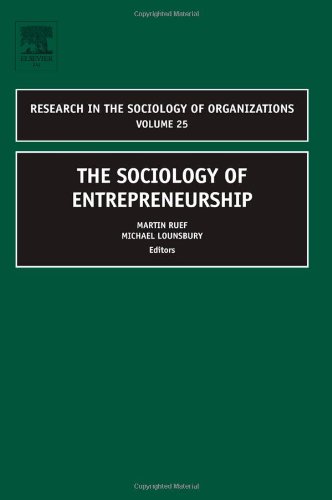 ELSEVIER
RESEARCH IN THE SOCIOLOGY OF ORGANIZATIONS
VOLUME 25
THE SOCIOLOGY OF
ENTREPRENEURSHIP
MARTIN RUEF
MICHAEL LOUNSBURY
Editors